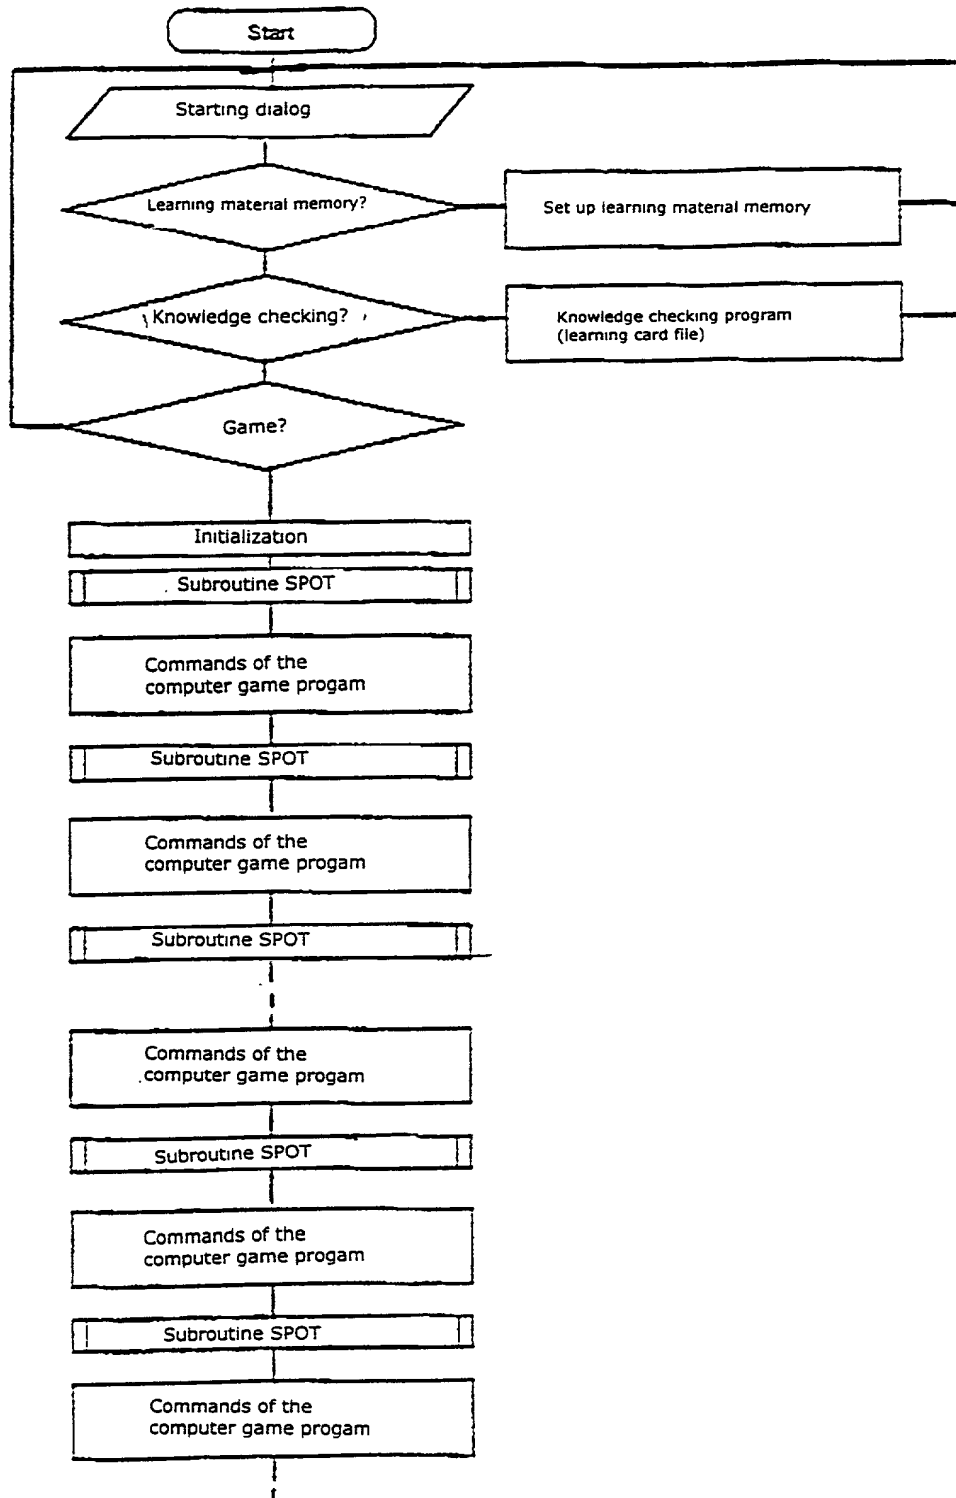 Start
Starting dialog
Learning material memory?
Set up learning material memory
Knowledge checking?
Knowledge checking program
(learning card file)
Game?
Initialization
Subroutine SPOT
Commands of the
computer game progam
Subroutine SPOT
Commands of the
computer game progam
Subroutine SPOT
Commands of the
computer game progam
Subroutine SPOT
Commands of the
computer game progam
Subroutine SPOT
Commands of the
computer game progam